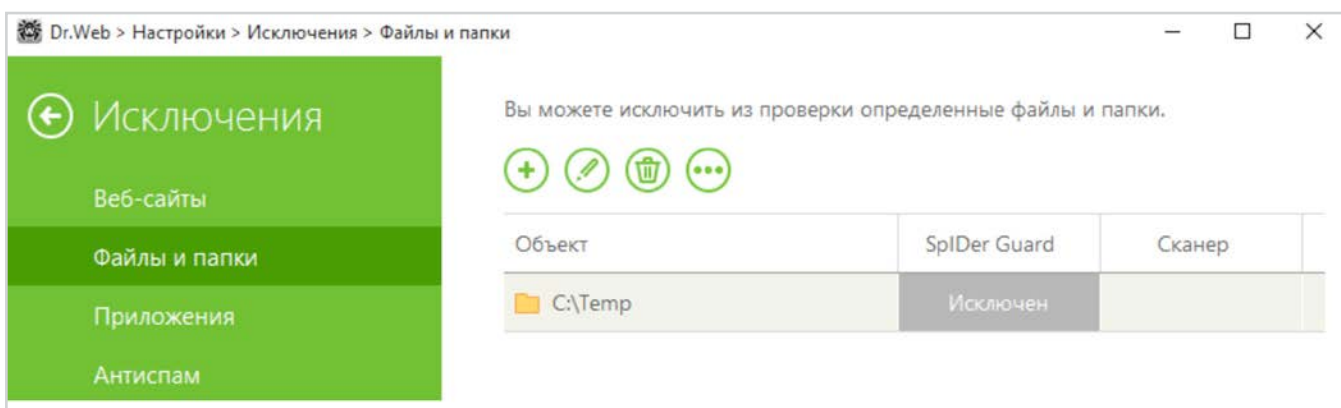 Dr.Web > Настройки > Исключения > Файлы и папки
Исключения
Веб-сайты
Файлы и папки
Приложения
Антиспам
Вы можете исключить из проверки определенные файлы и папки.
Объект SpIDer Guard Сканер
C:\Temp Исключен